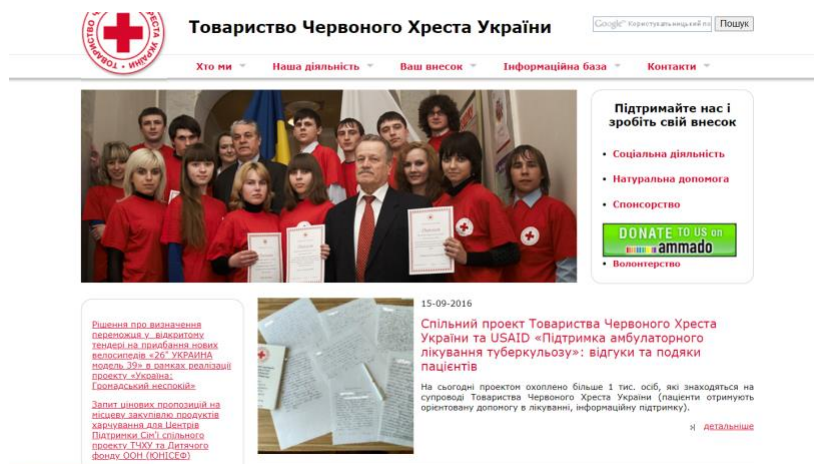 Товариство Червоного Хреста України
Пошук
Хто ми
Наша діяльність
Ваш внесок
Інформаційна база
Контакти
Підтримайте нас і
зробіть свій внесок
Соціальна діяльність
Натуральна допомога
Спонсорство
DONATE TO US on
ammado
Волонтерство
Рішення про визначення
переможця у відкритому
тендері на придбання нових
велосипедів «26" УКРАИНА
модель 39» в рамках реалізації
проекту «Україна:
Громадський неспокій»
Запит цінових пропозицій на
місцеву закупівлю продуктів
харчування для Центрів
Підтримки Сім'ї спільного
проекту ТЧХУ та Дитячого
фонду ООН (ЮНІСЕФ)
15-09-2016
Спільний проект Товариства Червоного Хреста
України та USAID «Підтримка амбулаторного
лікування туберкульозу»: відгуки та подяки
пацієнтів
На сьогодні проектом охоплено більше 1 тис. осіб, які знаходяться на
супроводі Товариства Червоного Хреста України (пацієнти отримують
орієнтовану допомогу в лікуванні, інформаційну підтримку).
детальніше